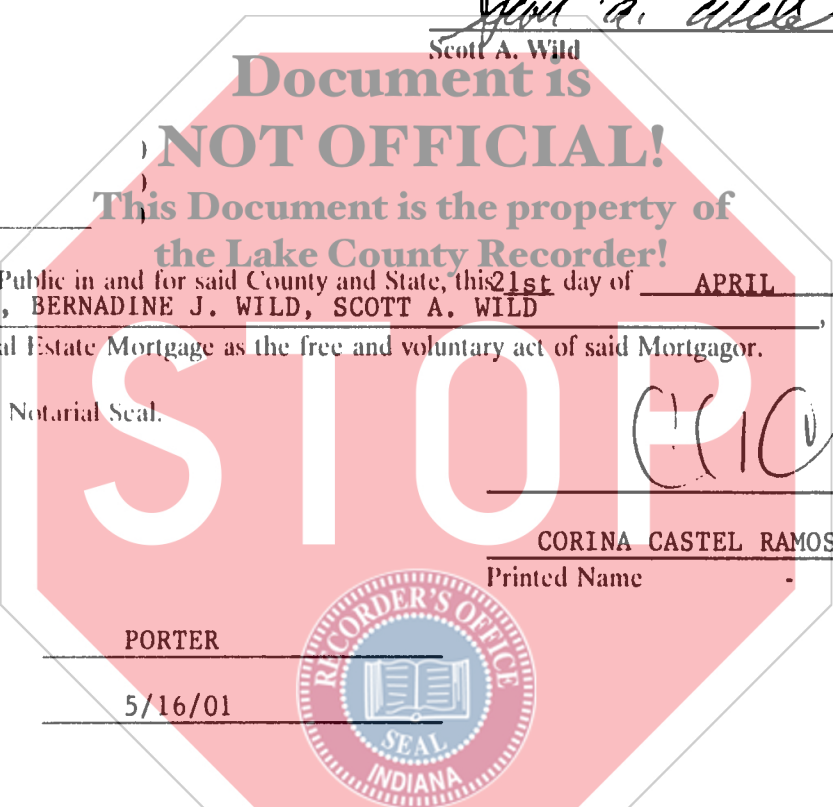 Scott A. Wild
Scott A. Wild
Document is
NOT OFFICIAL!
)
)
This Document is the property of
)
the Lake County Recorder!
Public in and for said County and State, this 21st day of APRIL
, BERNADINE J. WILD, SCOTT A. WILD ,
al Estate Mortgage as the free and voluntary act of said Mortgagor.
Notarial Seal.
STOP
CORINA CASTEL RAMOS
Printed Name -
PORTER
5/16/01
RECORDER'S OFFICE
SEAL
INDIANA